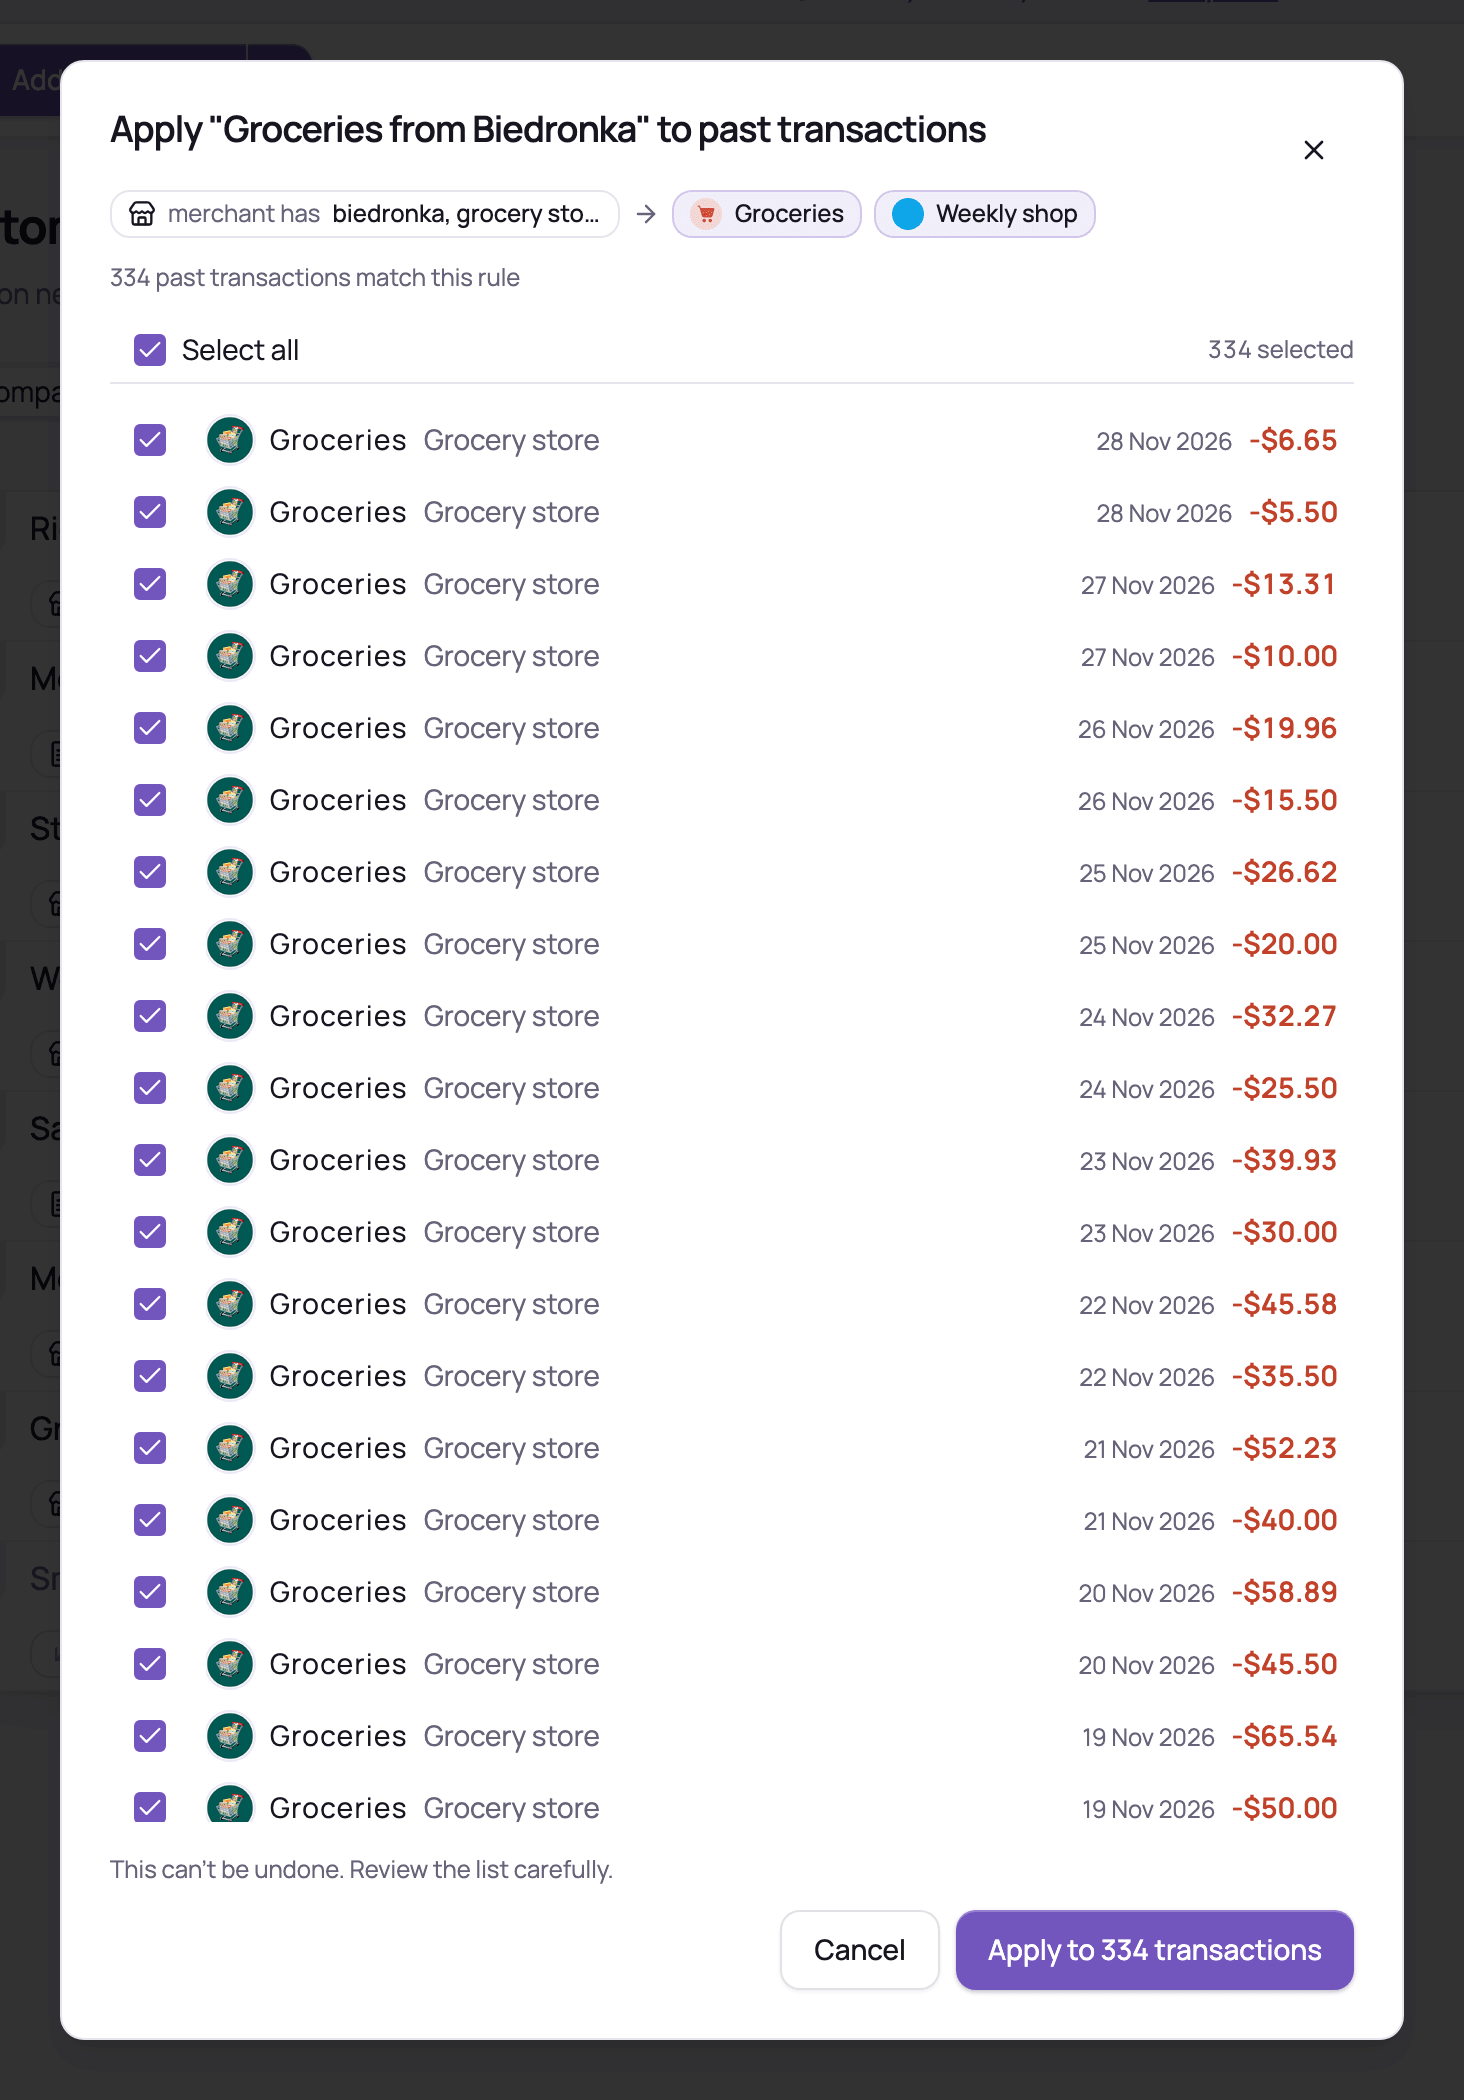 Add
Apply "Groceries from Biedronka" to past transactions
merchant has biedronka, grocery sto... → Groceries Weekly shop
334 past transactions match this rule
Select all 334 selected
Groceries Grocery store 28 Nov 2026 -$6.65
Groceries Grocery store 28 Nov 2026 -$5.50
Groceries Grocery store 27 Nov 2026 -$13.31
Groceries Grocery store 27 Nov 2026 -$10.00
Groceries Grocery store 26 Nov 2026 -$19.96
Groceries Grocery store 26 Nov 2026 -$15.50
Groceries Grocery store 25 Nov 2026 -$26.62
Groceries Grocery store 25 Nov 2026 -$20.00
Groceries Grocery store 24 Nov 2026 -$32.27
Groceries Grocery store 24 Nov 2026 -$25.50
Groceries Grocery store 23 Nov 2026 -$39.93
Groceries Grocery store 23 Nov 2026 -$30.00
Groceries Grocery store 22 Nov 2026 -$45.58
Groceries Grocery store 22 Nov 2026 -$35.50
Groceries Grocery store 21 Nov 2026 -$52.23
Groceries Grocery store 21 Nov 2026 -$40.00
Groceries Grocery store 20 Nov 2026 -$58.89
Groceries Grocery store 20 Nov 2026 -$45.50
Groceries Grocery store 19 Nov 2026 -$65.54
Groceries Grocery store 19 Nov 2026 -$50.00
This can't be undone. Review the list carefully.
Cancel Apply to 334 transactions